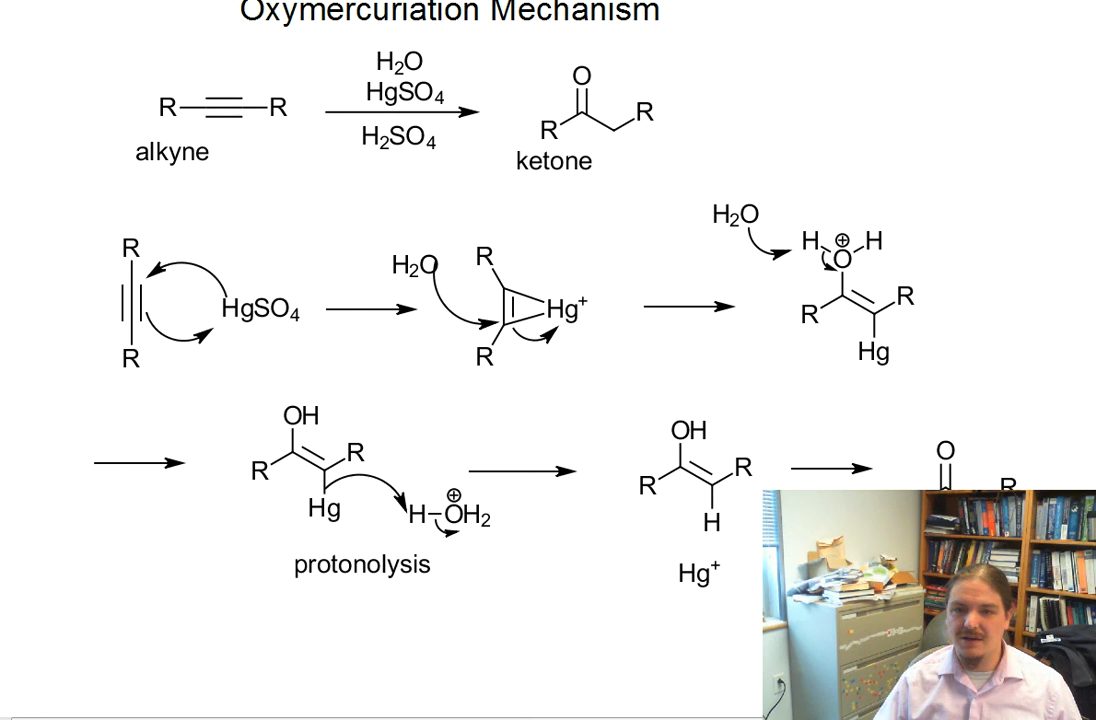 Oxymercuriation Mechanism
H2O
HgSO4
H2SO4
R R
alkyne
O
R R
ketone
R
HgSO4
R
H2O
R
Hg+
R
H2O
H ⊕ H
O
R R
Hg
OH
R R
Hg
⊕
H-OH2
protonolysis
OH
R R
H
Hg+
O
R